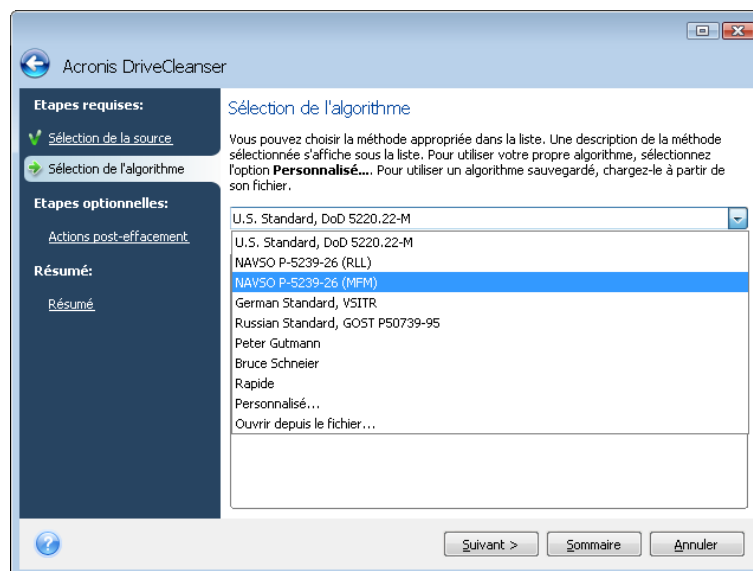 Acronis DriveCleanser
Etapes requises:
Sélection de la source
Sélection de l'algorithme
Etapes optionnelles:
Actions post-effacement
Résumé:
Résumé
Sélection de l'algorithme
Vous pouvez choisir la méthode appropriée dans la liste. Une description de la méthode
sélectionnée s'affiche sous la liste. Pour utiliser votre propre algorithme, sélectionnez
l'option Personnalisé.... Pour utiliser un algorithme sauvegardé, chargez-le à partir de
son fichier.
U.S. Standard, DoD 5220.22-M
U.S. Standard, DoD 5220.22-M
NAVSO P-5239-26 (RLL)
NAVSO P-5239-26 (MFM)
German Standard, VSITR
Russian Standard, GOST P50739-95
Peter Gutmann
Bruce Schneier
Rapide
Personnalisé...
Ouvrir depuis le fichier...
?
Suivant >
Sommaire
Annuler